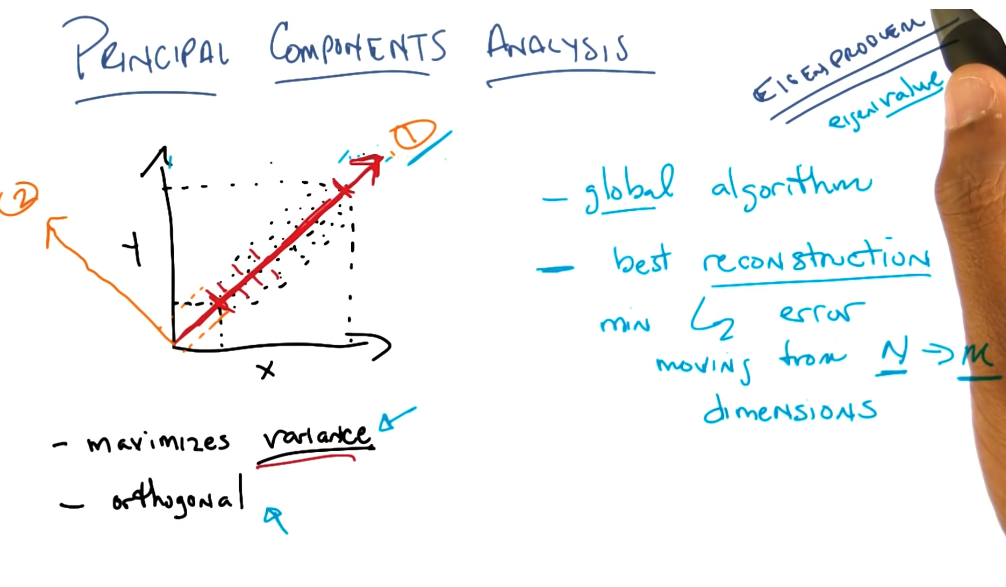 PRINCIPAL COMPONENTS ANALYSIS
EIGENPROBLEM
eigenvalue
1
2
Y
X
- maximizes variance
- orthogonal
- global algorithm
- best reconstruction
min error
moving from N → M
dimensions